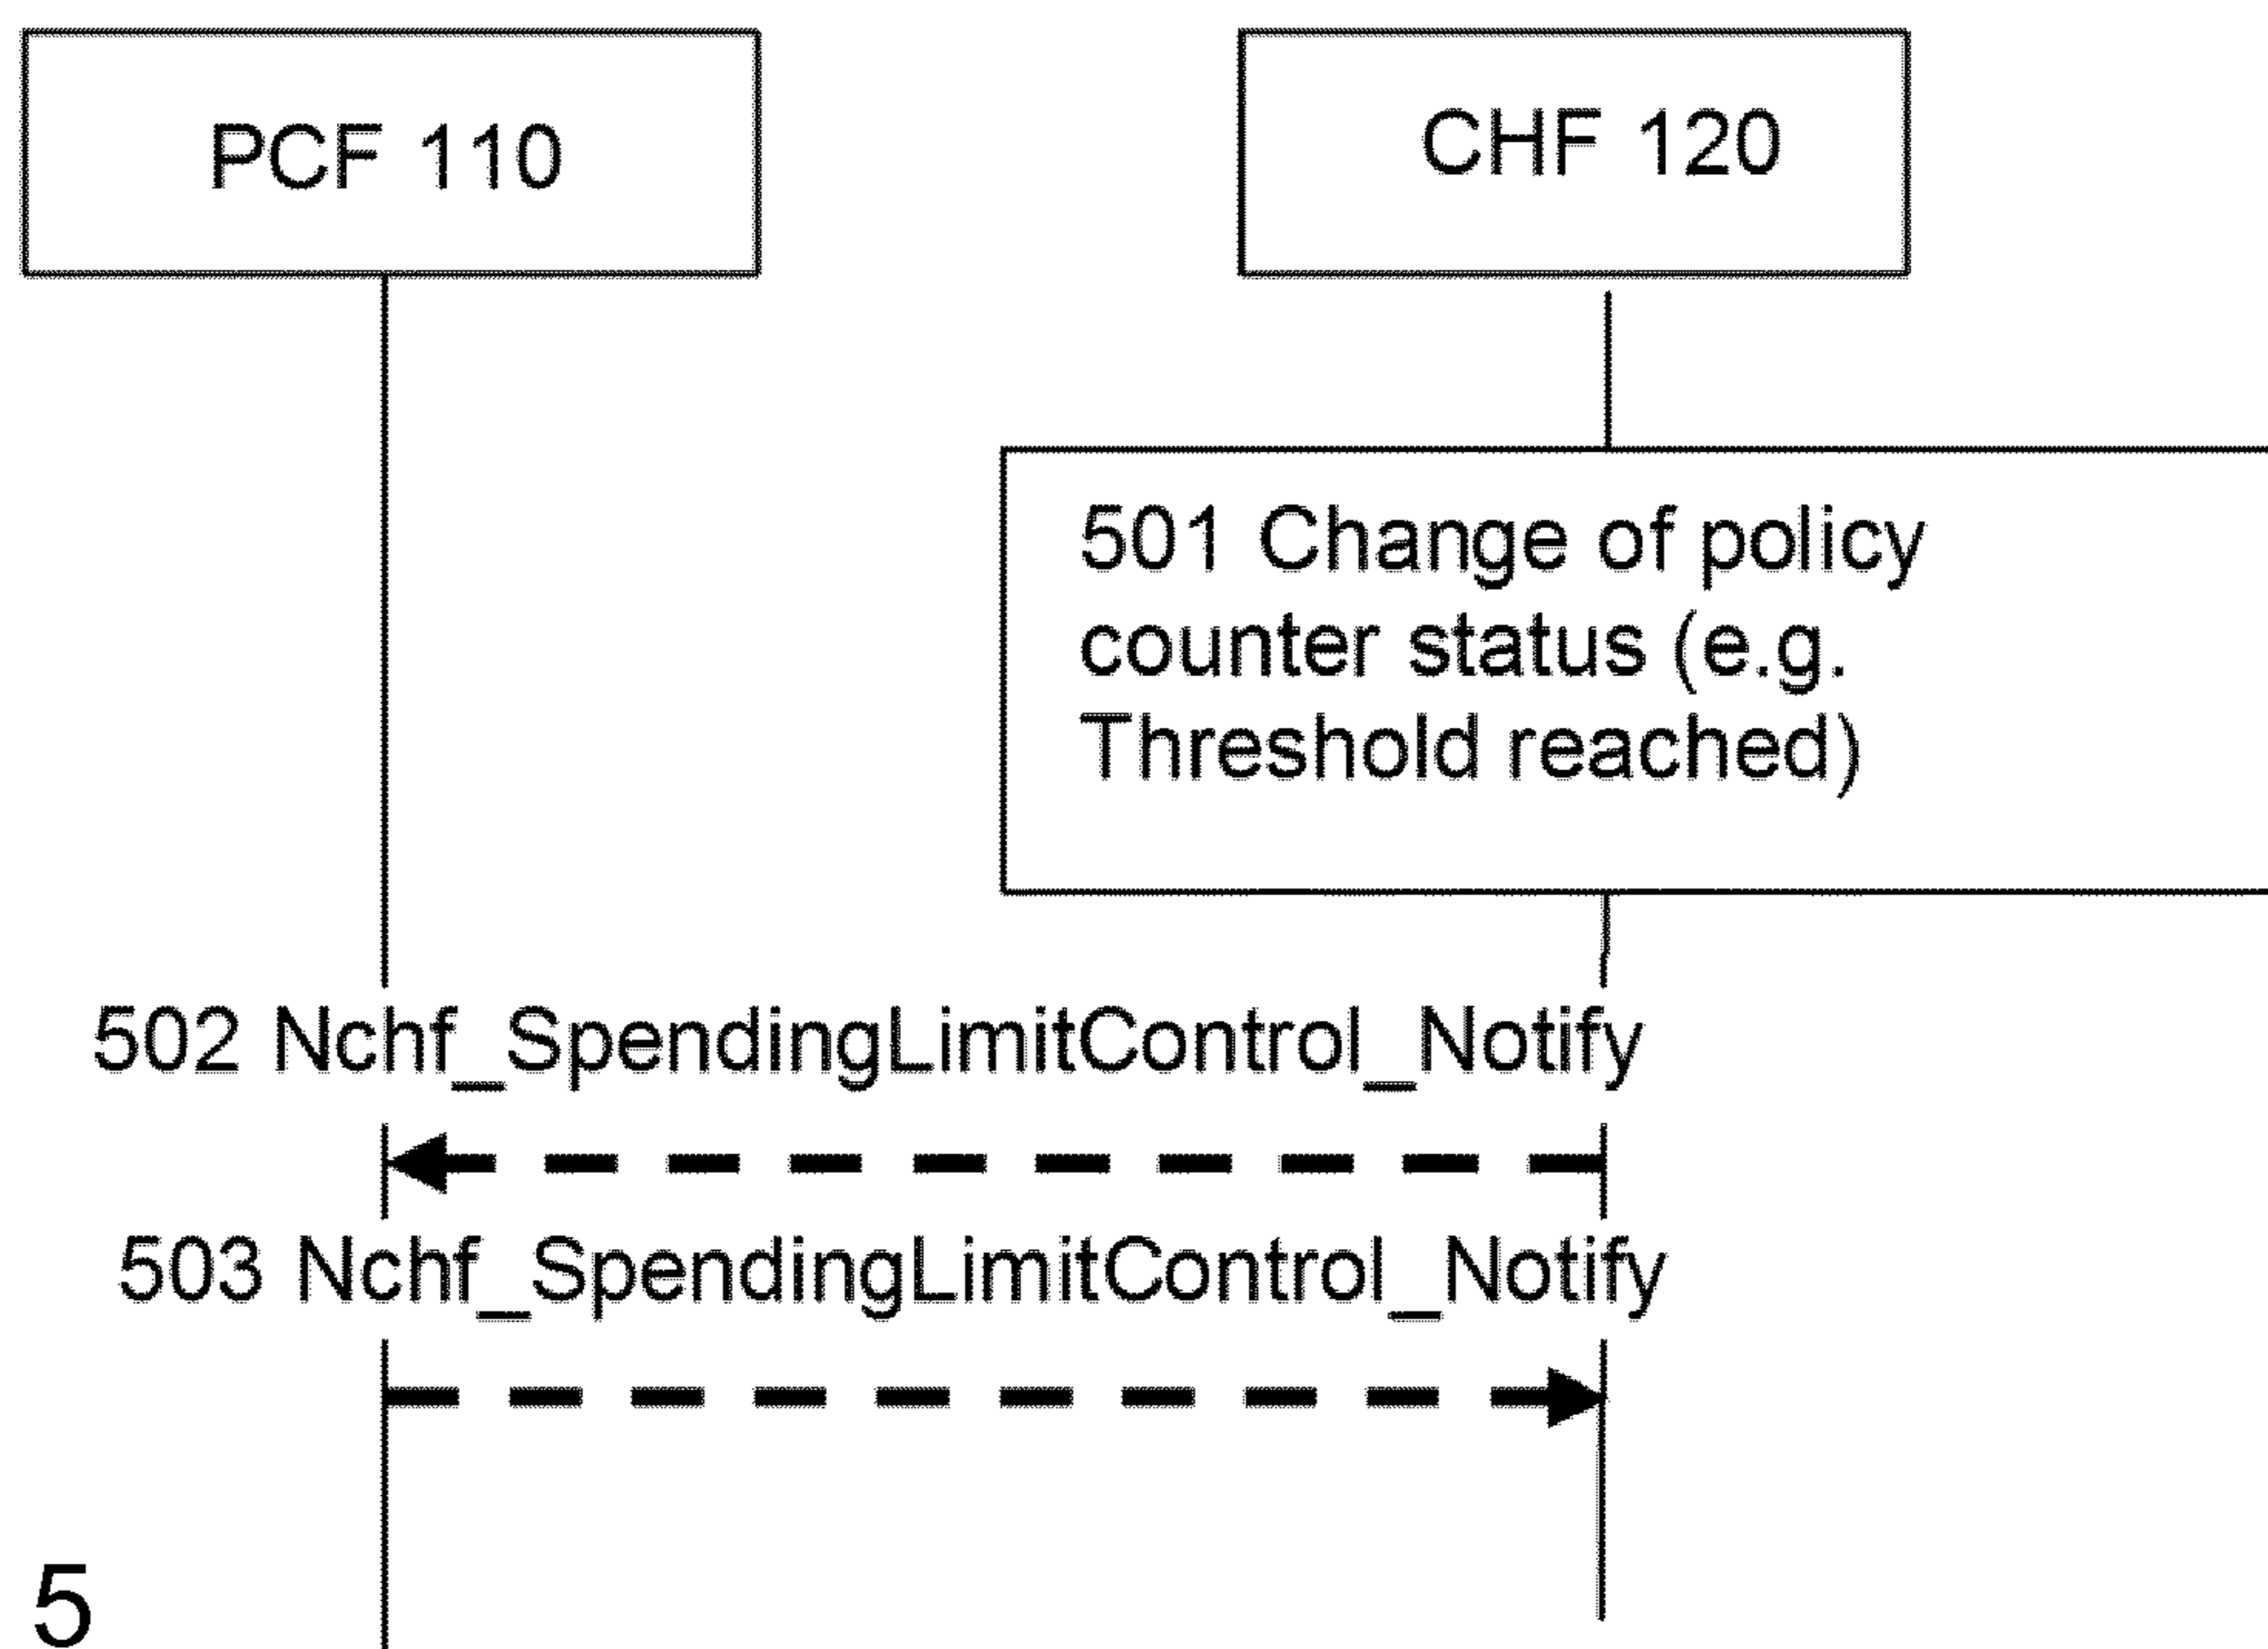 PCF 110
CHF 120
501 Change of policy
counter status (e.g.
Threshold reached)
502 Nchf_SpendingLimitControl_Notify
503 Nchf_SpendingLimitControl_Notify
5